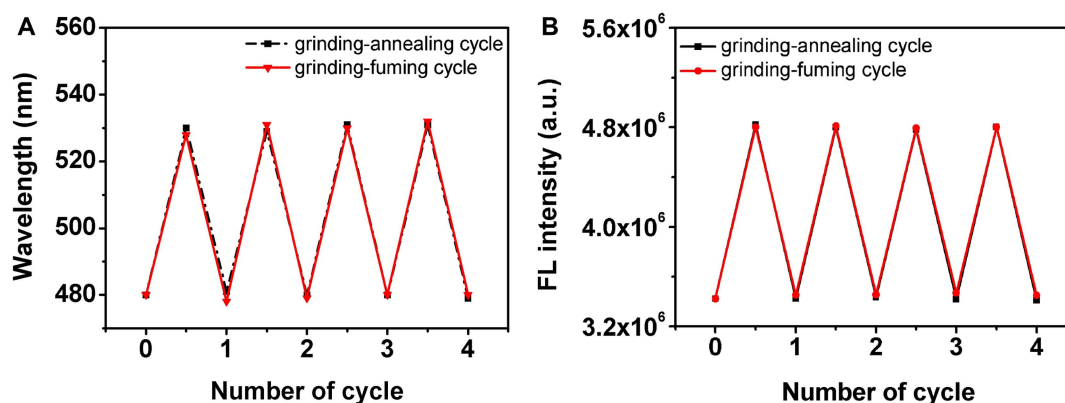 A
560
540
520
500
480
Wavelength (nm)
grinding-annealing cycle
grinding-fuming cycle
0 1 2 3 4
Number of cycle
B
5.6x10⁶
4.8x10⁶
4.0x10⁶
3.2x10⁶
FL intensity (a.u.)
grinding-annealing cycle
grinding-fuming cycle
0 1 2 3 4
Number of cycle